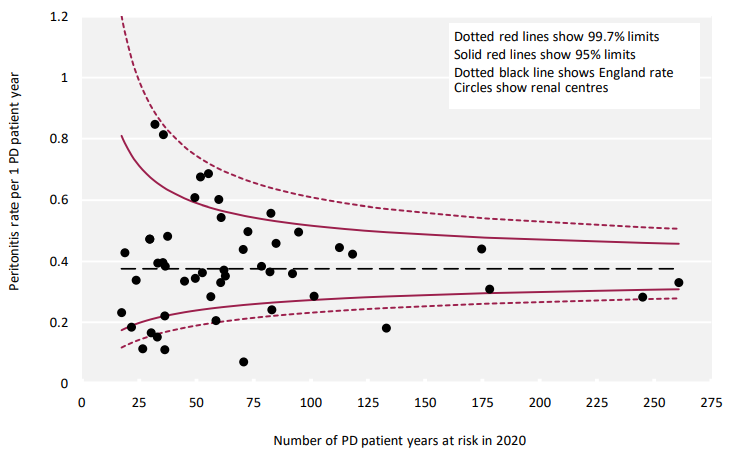 1.2
Dotted red lines show 99.7% limits
Solid red lines show 95% limits
Dotted black line shows England rate
Circles show renal centres
1
0.8
0.6
0.4
0.2
0
Peritonitis rate per 1 PD patient year
0 25 50 75 100 125 150 175 200 225 250 275
Number of PD patient years at risk in 2020